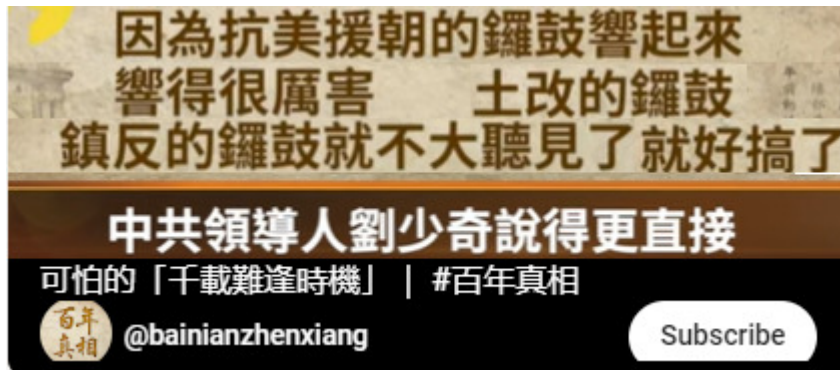 因為抗美援朝的鑼鼓響起來
響得很厲害 土改的鑼鼓
鎮反的鑼鼓就不大聽見了就好搞了
中共領導人劉少奇說得更直接
可怕的「千載難逢時機」｜ #百年真相
百年真相
@bainianzhenxiang
Subscribe